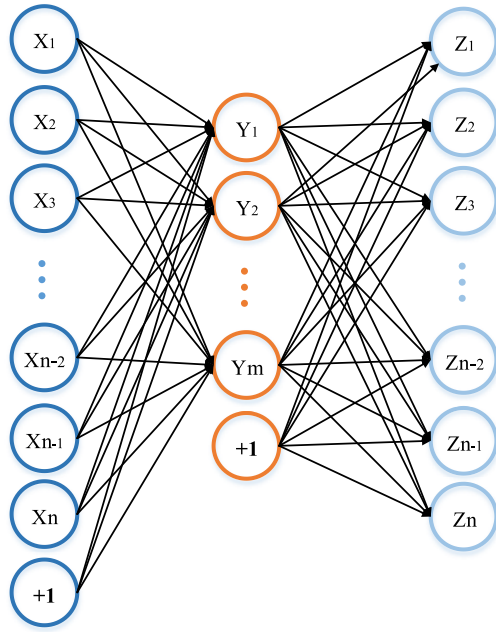 X1
X2
X3
Xn-2
Xn-1
Xn
+1
Y1
Y2
Ym
+1
Z1
Z2
Z3
Zn-2
Zn-1
Zn